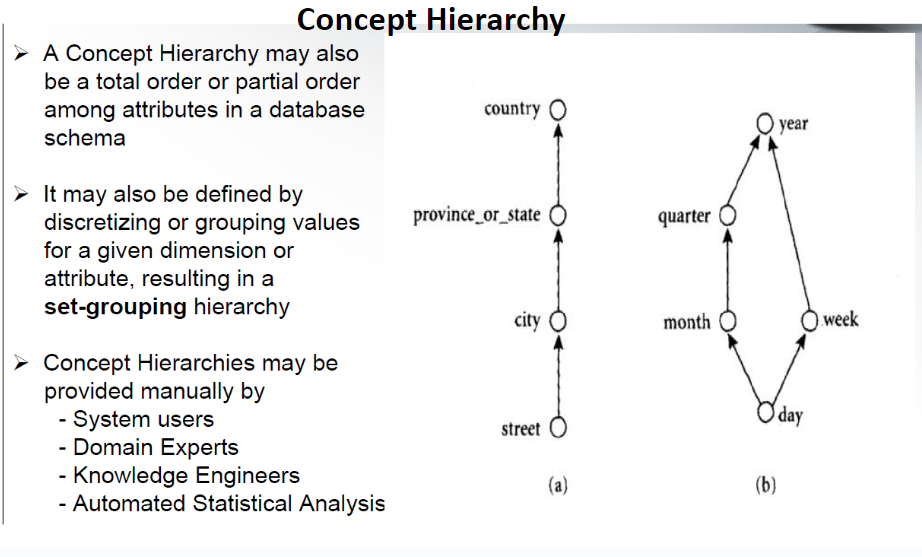 Concept Hierarchy
➢ A Concept Hierarchy may also
be a total order or partial order
among attributes in a database
schema
➢ It may also be defined by
discretizing or grouping values
for a given dimension or
attribute, resulting in a
set-grouping hierarchy
➢ Concept Hierarchies may be
provided manually by
- System users
- Domain Experts
- Knowledge Engineers
- Automated Statistical Analysis
country
province_or_state
city
street
(a)
year
quarter
month
week
day
(b)